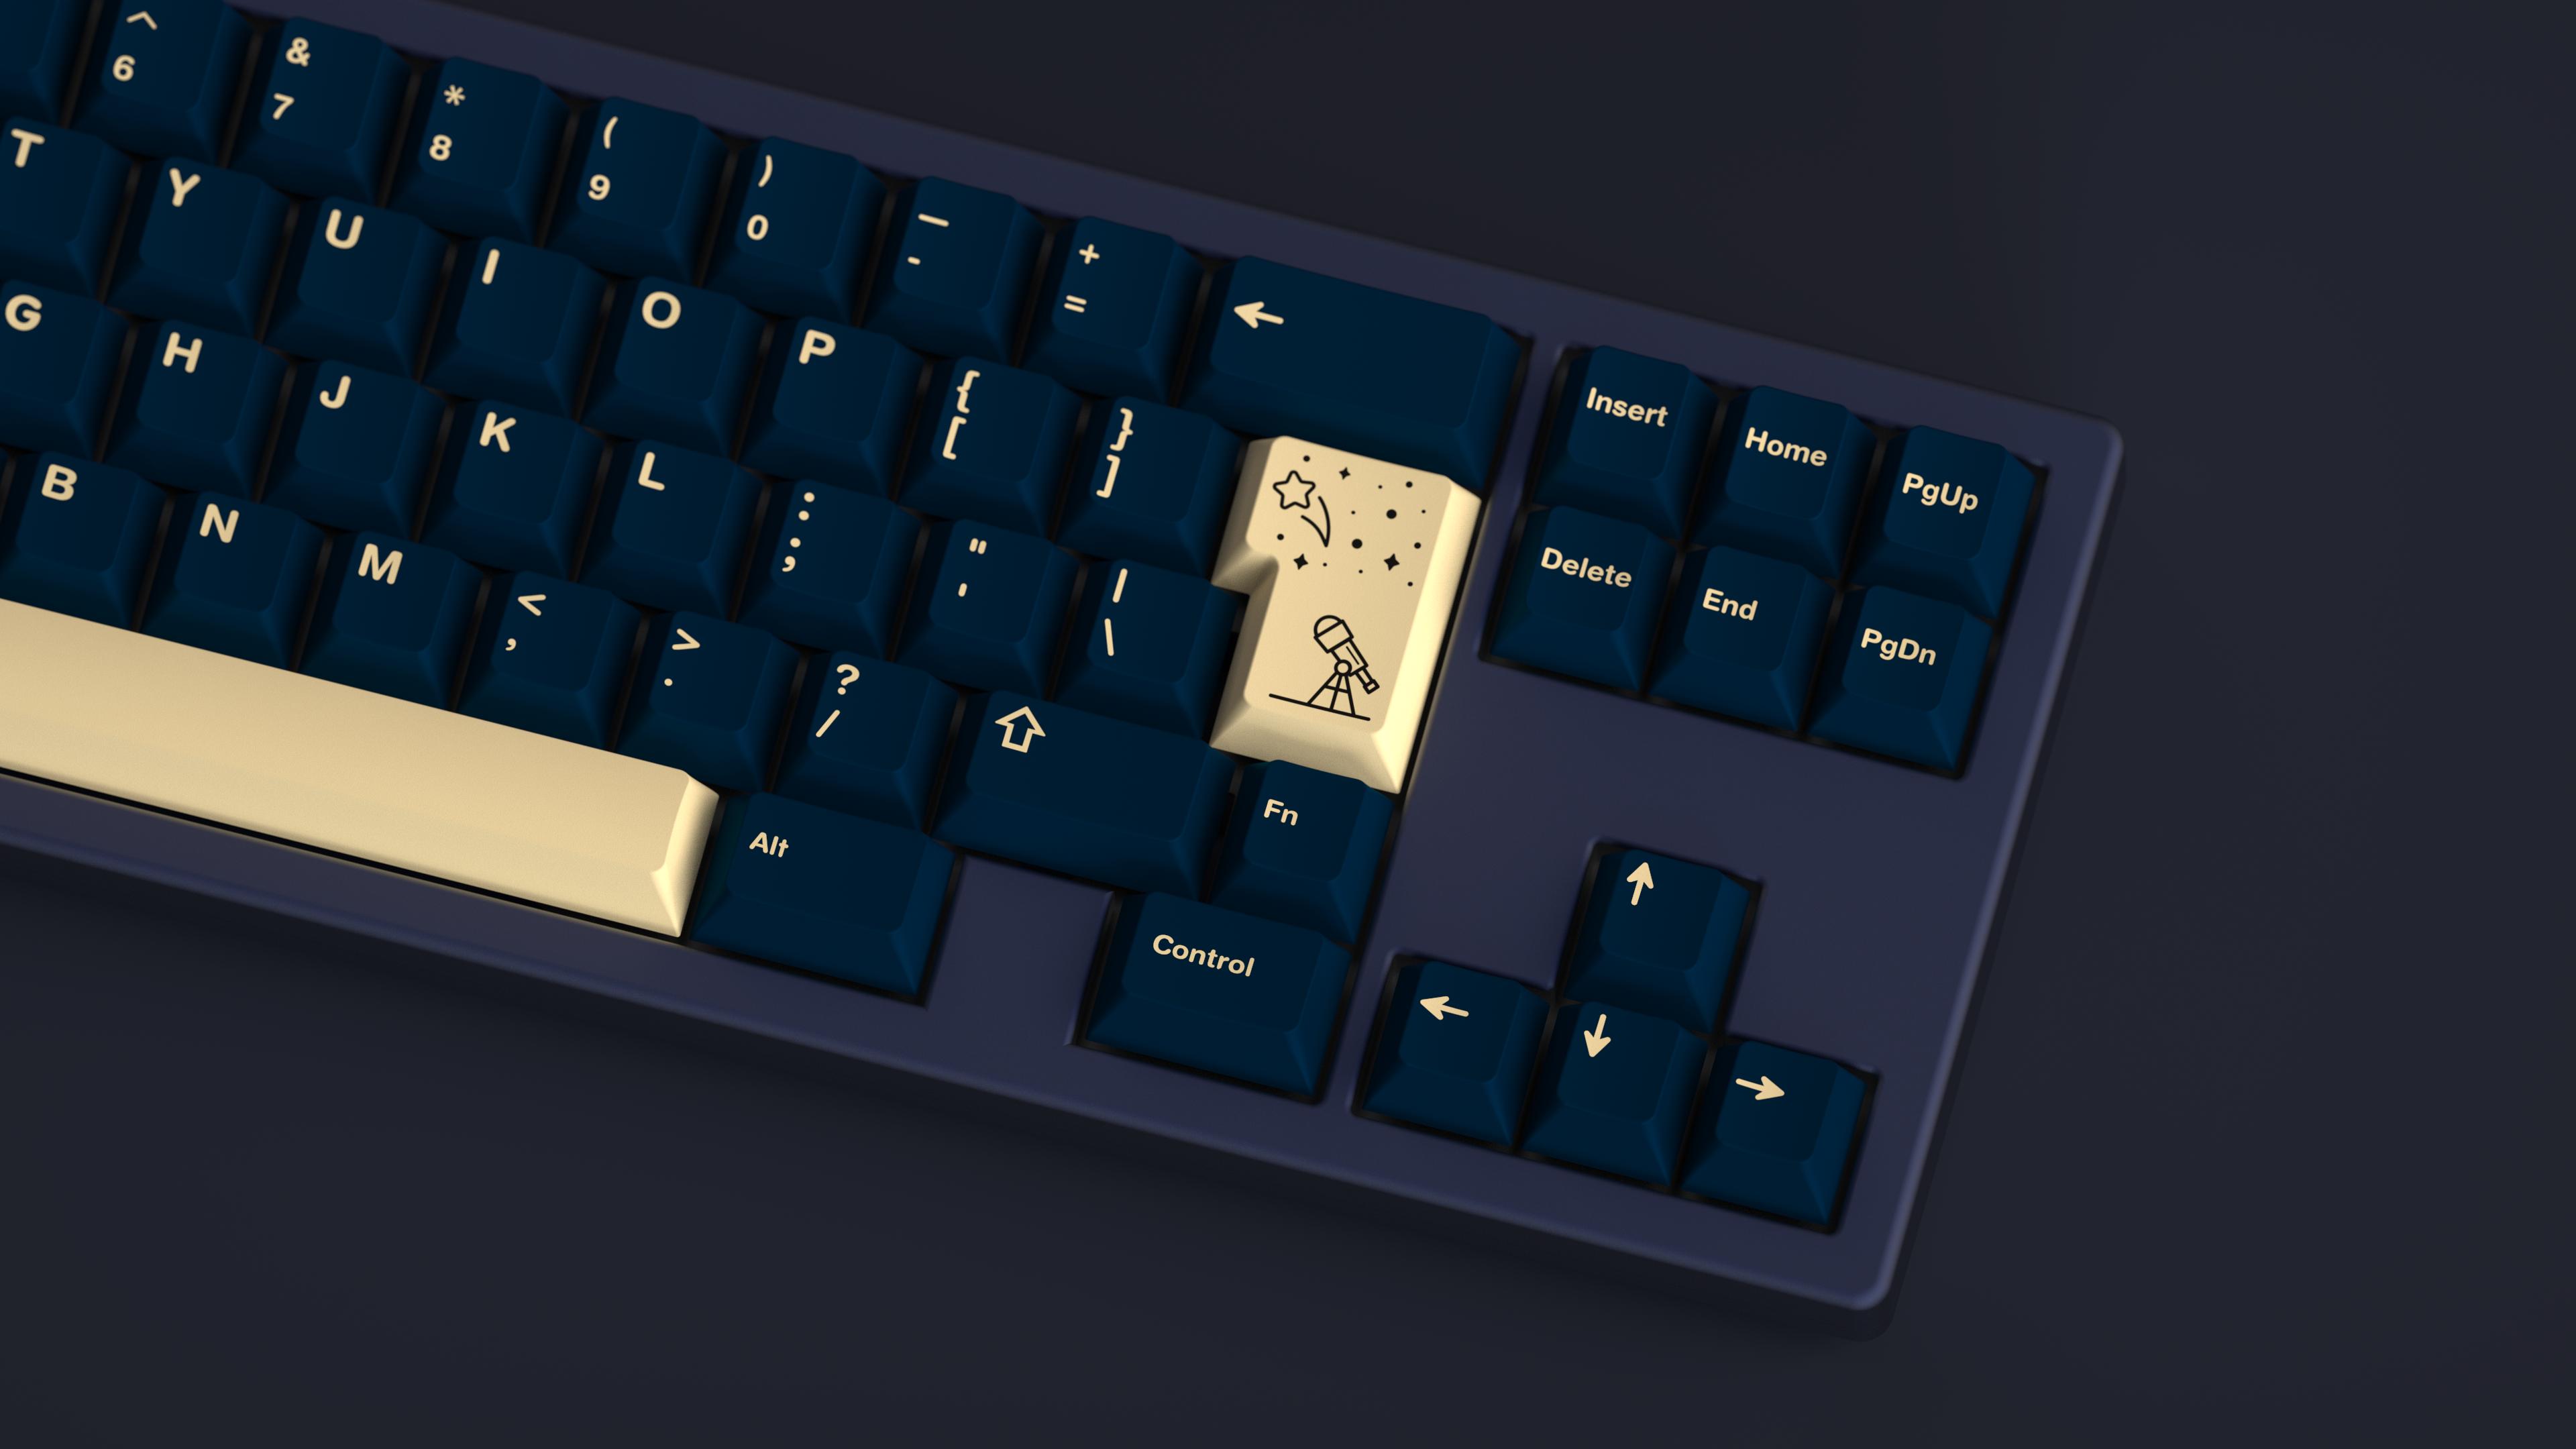 ^ & * ( ) _ +
6 7 8 9 0 - = ←
T Y U I O P { }
[ ]
G H J K L : " |
; ' \
B N M < > ? ⇧ Fn
, . /
Alt Control
Insert Home PgUp
Delete End PgDn
↑
← ↓ →